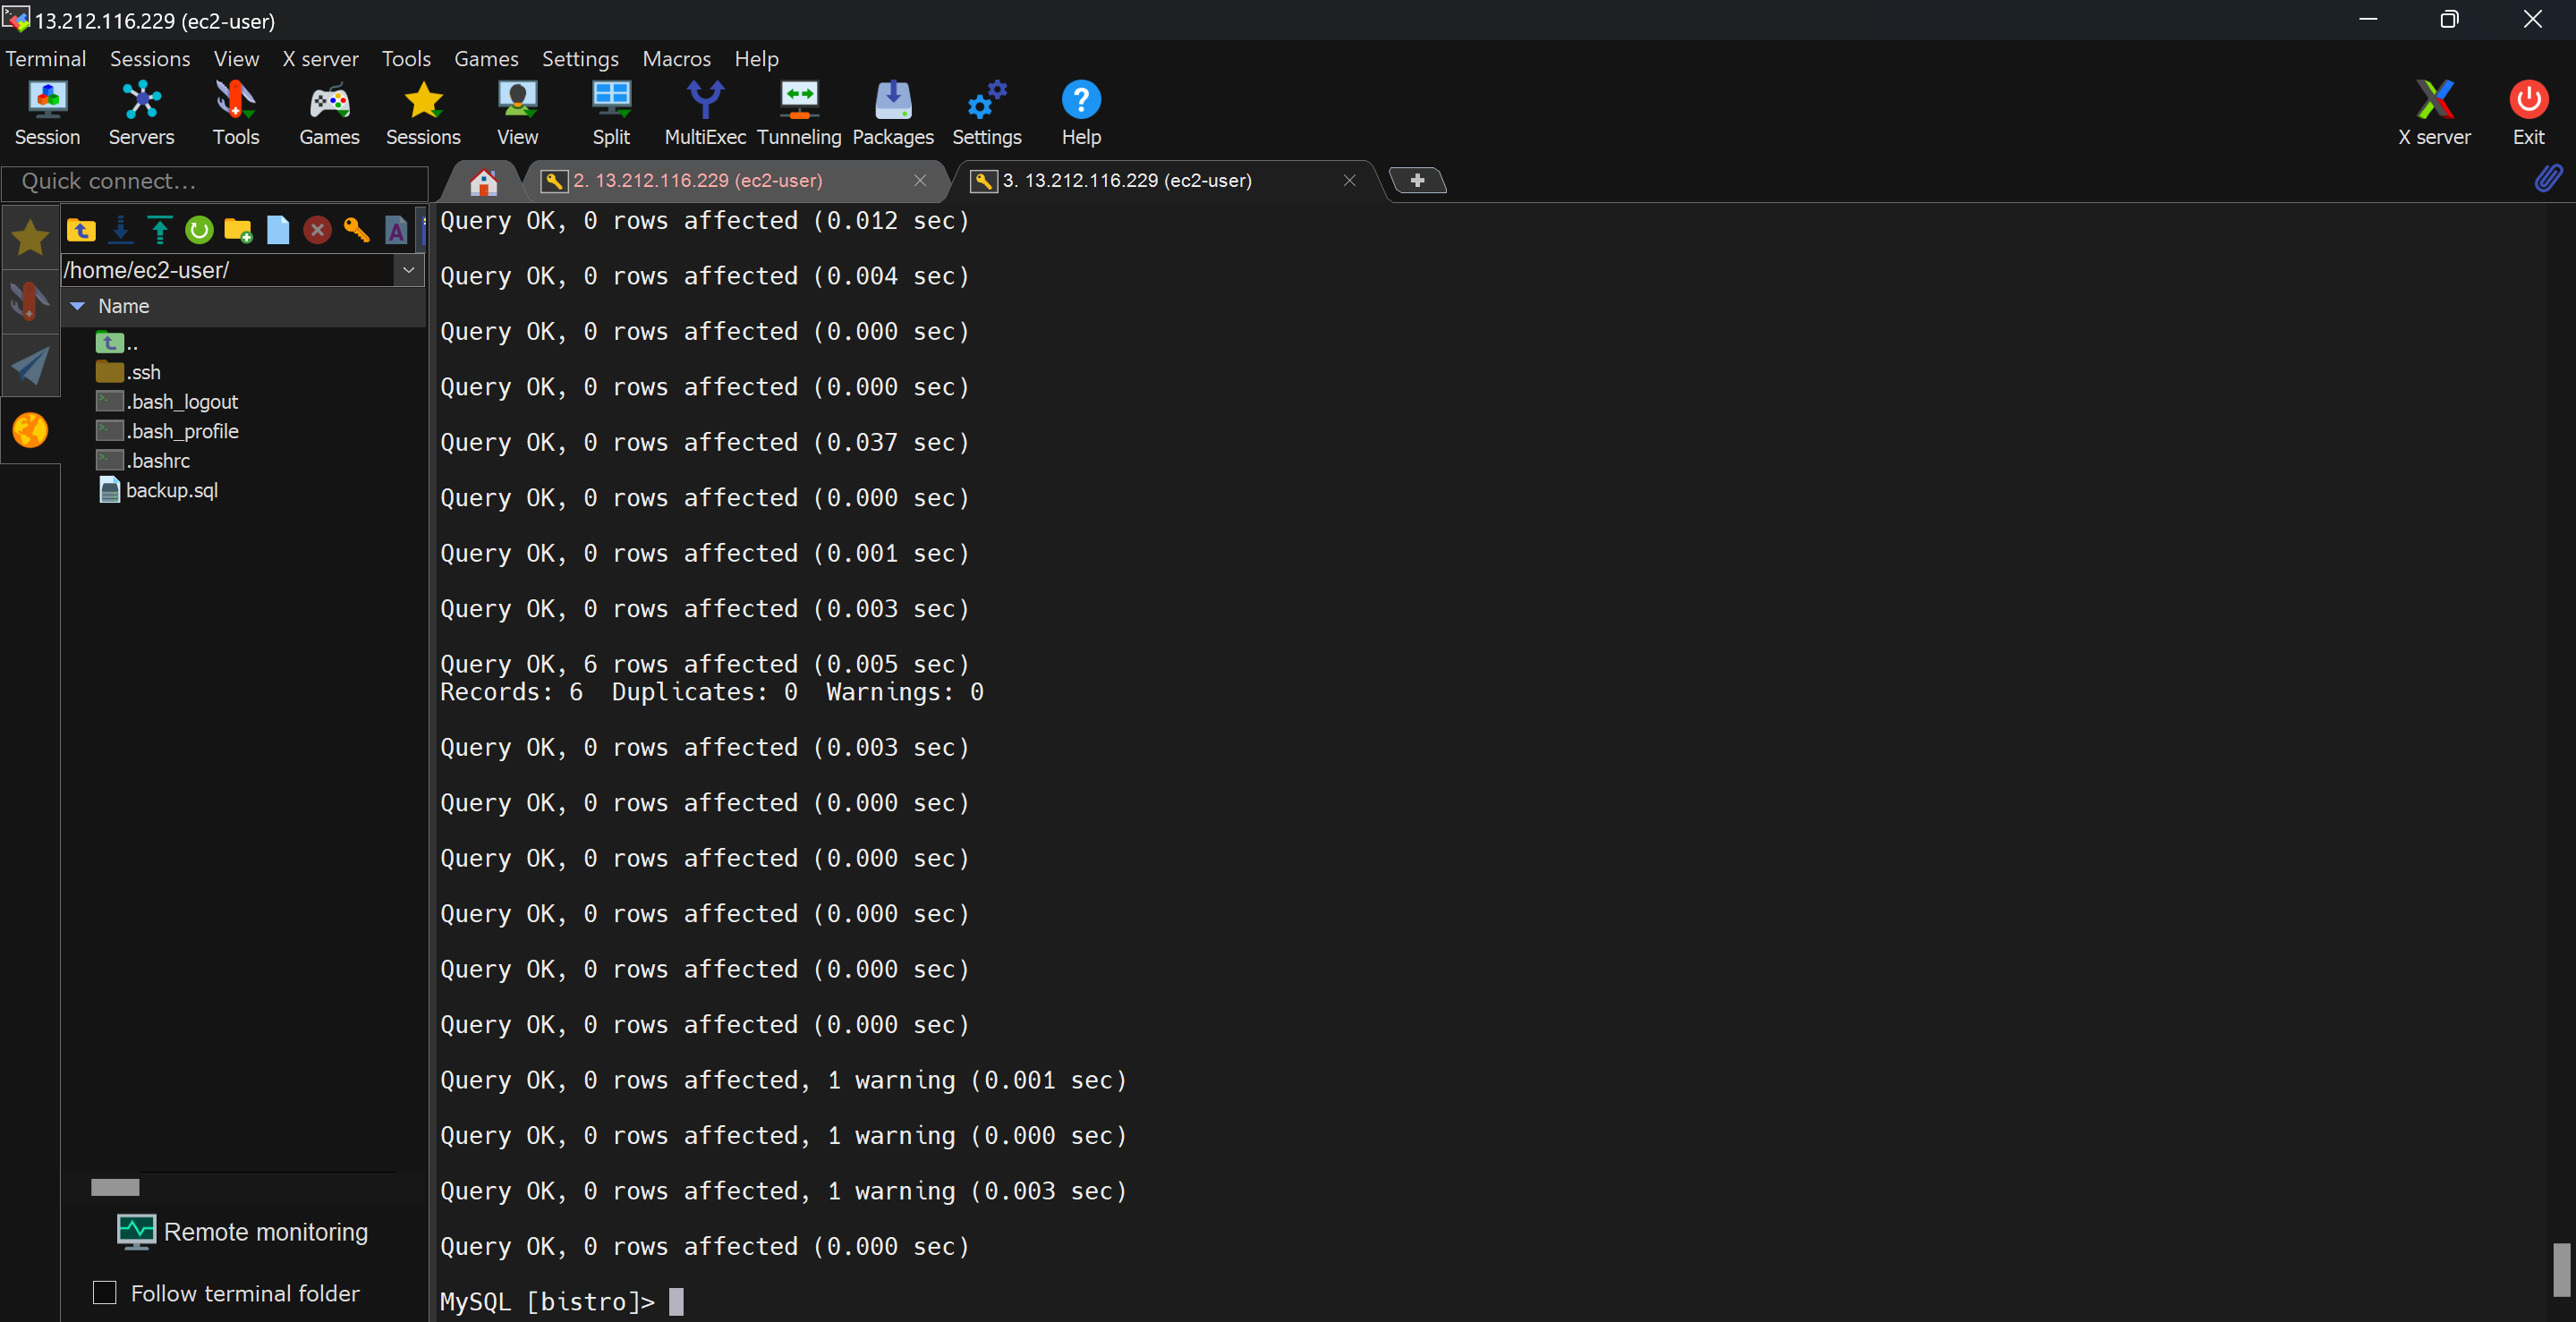 13.212.116.229 (ec2-user)
Terminal Sessions View X server Tools Games Settings Macros Help
Session Servers Tools Games Sessions View Split MultiExec Tunneling Packages Settings Help X server Exit
Quick connect...
2. 13.212.116.229 (ec2-user)
3. 13.212.116.229 (ec2-user)
/home/ec2-user/
Name
..
.ssh
.bash_logout
.bash_profile
.bashrc
backup.sql
Remote monitoring
Follow terminal folder
Query OK, 0 rows affected (0.012 sec)
Query OK, 0 rows affected (0.004 sec)
Query OK, 0 rows affected (0.000 sec)
Query OK, 0 rows affected (0.000 sec)
Query OK, 0 rows affected (0.037 sec)
Query OK, 0 rows affected (0.000 sec)
Query OK, 0 rows affected (0.001 sec)
Query OK, 0 rows affected (0.003 sec)
Query OK, 6 rows affected (0.005 sec)
Records: 6  Duplicates: 0  Warnings: 0
Query OK, 0 rows affected (0.003 sec)
Query OK, 0 rows affected (0.000 sec)
Query OK, 0 rows affected (0.000 sec)
Query OK, 0 rows affected (0.000 sec)
Query OK, 0 rows affected (0.000 sec)
Query OK, 0 rows affected (0.000 sec)
Query OK, 0 rows affected, 1 warning (0.001 sec)
Query OK, 0 rows affected, 1 warning (0.000 sec)
Query OK, 0 rows affected, 1 warning (0.003 sec)
Query OK, 0 rows affected (0.000 sec)
MySQL [bistro]>